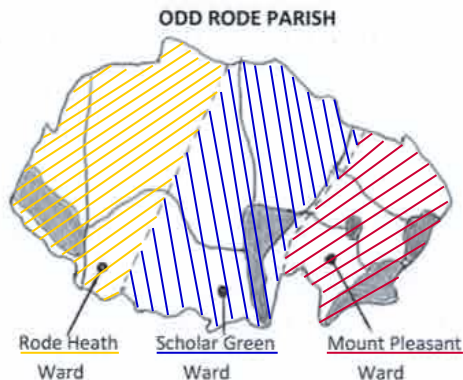 ODD RODE PARISH
Rode Heath Scholar Green Mount Pleasant
Ward Ward Ward